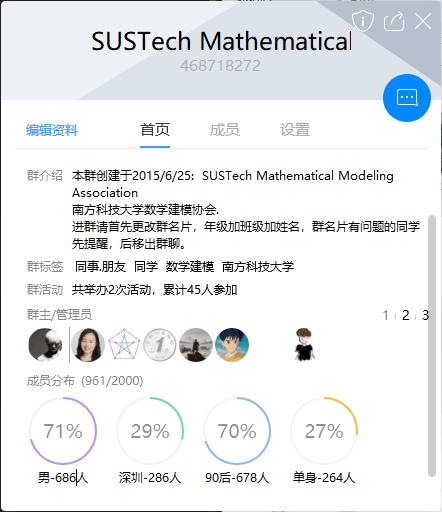 SUSTech Mathematical
468718272
编辑资料 首页 成员 设置
群介绍 本群创建于2015/6/25: SUSTech Mathematical Modeling
Association
南方科技大学数学建模协会.
进群请首先更改群名片，年级加班级加姓名，群名片有问题的同学
先提醒，后移出群聊。
群标签 同事.朋友 同学 数学建模 南方科技大学
群活动 共举办2次活动，累计45人参加
群主/管理员 1 2 3
成员分布 (961/2000)
71% 29% 70% 27%
男-686人 深圳-286人 90后-678人 单身-264人